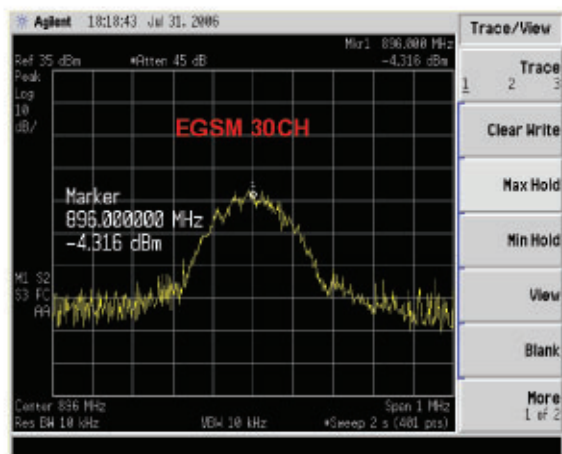 Agilent 18:18:43 Jul 31, 2006
Trace/View
Mkr1 896.000 MHz
Ref 35 dBm #Atten 45 dB -4.316 dBm
Peak
Log
10
dB/
EGSM 30CH
Marker
896.000000 MHz
-4.316 dBm
M1 S2
S3 FC
AA
Center 896 MHz Span 1 MHz
Res BW 10 kHz VBW 10 kHz #Sweep 2 s (401 pts)
Trace
1 2 3
Clear Write
Max Hold
Min Hold
View
Blank
More
1 of 2